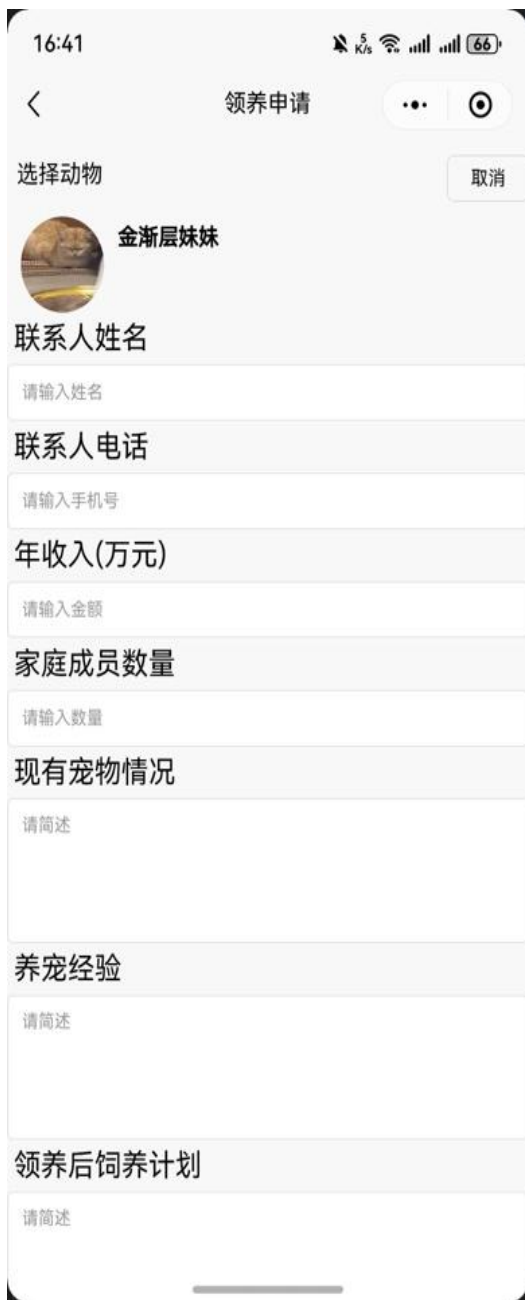 16:41
5 K/s 66
领养申请
选择动物 取消
金渐层妹妹
联系人姓名
请输入姓名
联系人电话
请输入手机号
年收入(万元)
请输入金额
家庭成员数量
请输入数量
现有宠物情况
请简述
养宠经验
请简述
领养后饲养计划
请简述